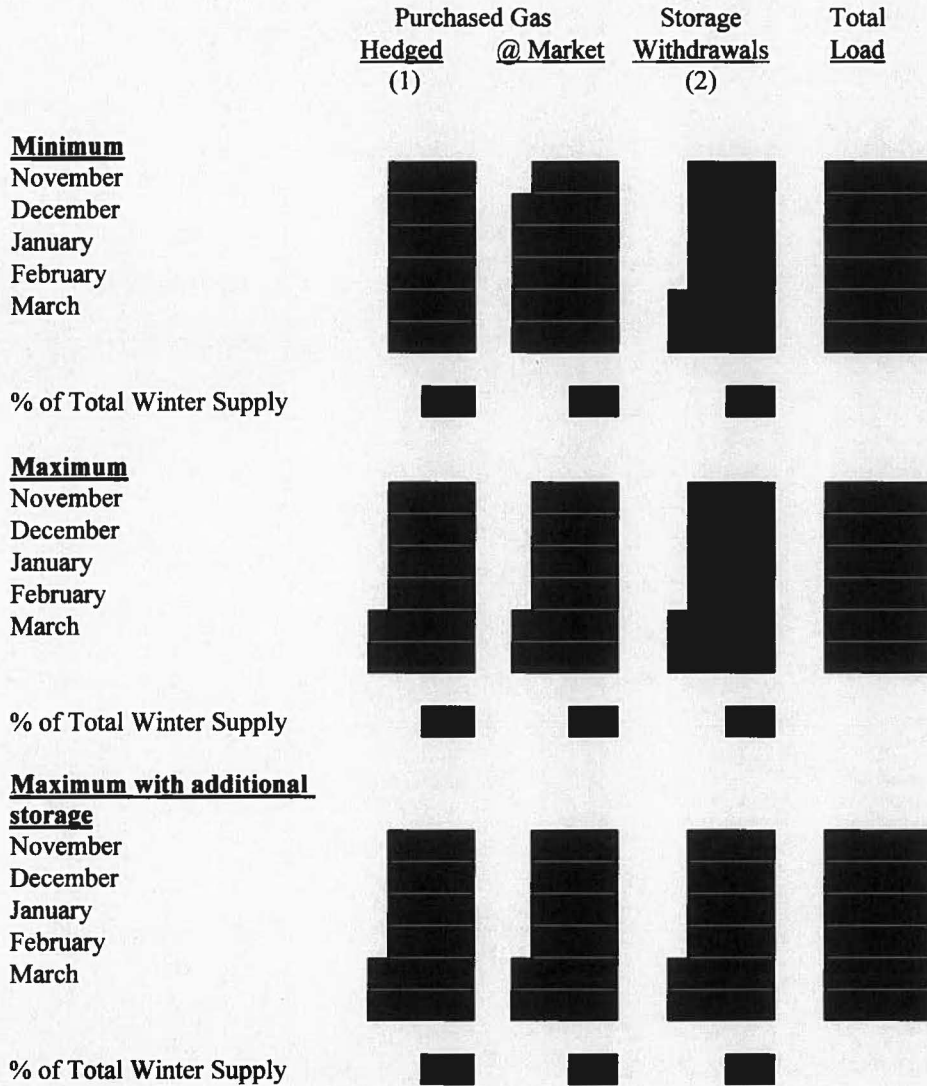 Purchased Gas Storage Total
Hedged @ Market Withdrawals Load
(1) (2)
Minimum
November
December
January
February
March
% of Total Winter Supply
Maximum
November
December
January
February
March
% of Total Winter Supply
Maximum with additional
storage
November
December
January
February
March
% of Total Winter Supply